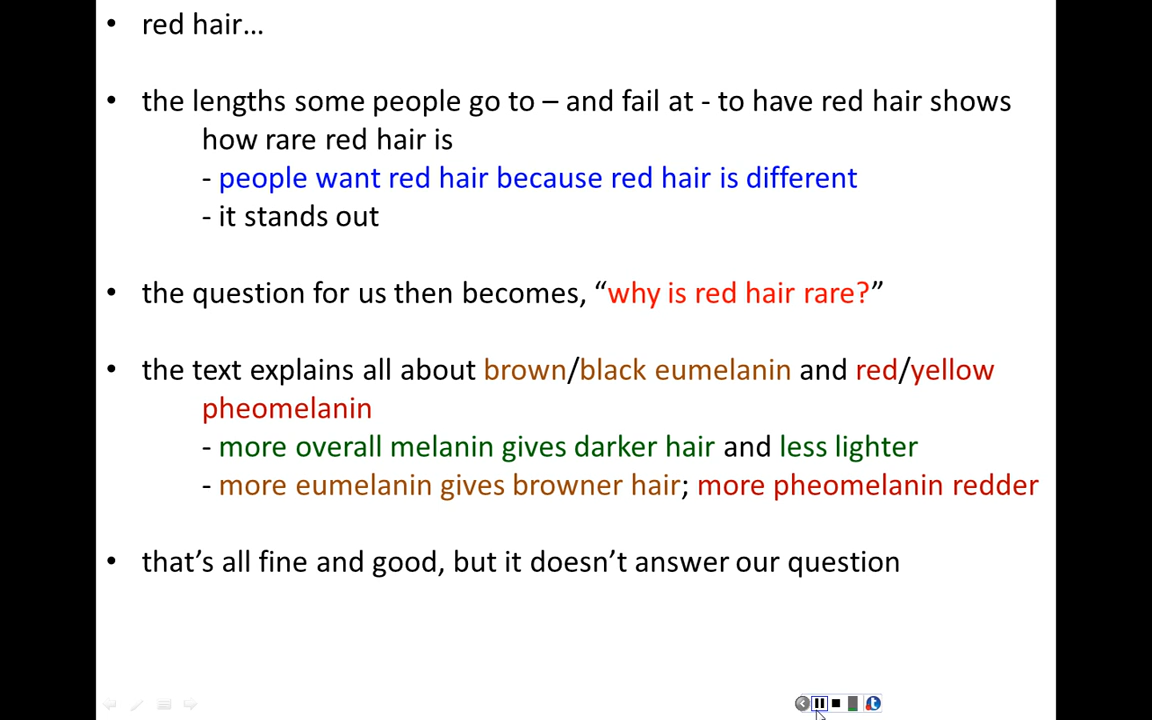 • red hair…
• the lengths some people go to – and fail at - to have red hair shows
how rare red hair is
- people want red hair because red hair is different
- it stands out
• the question for us then becomes, “why is red hair rare?”
• the text explains all about brown/black eumelanin and red/yellow
pheomelanin
- more overall melanin gives darker hair and less lighter
- more eumelanin gives browner hair; more pheomelanin redder
• that’s all fine and good, but it doesn’t answer our question